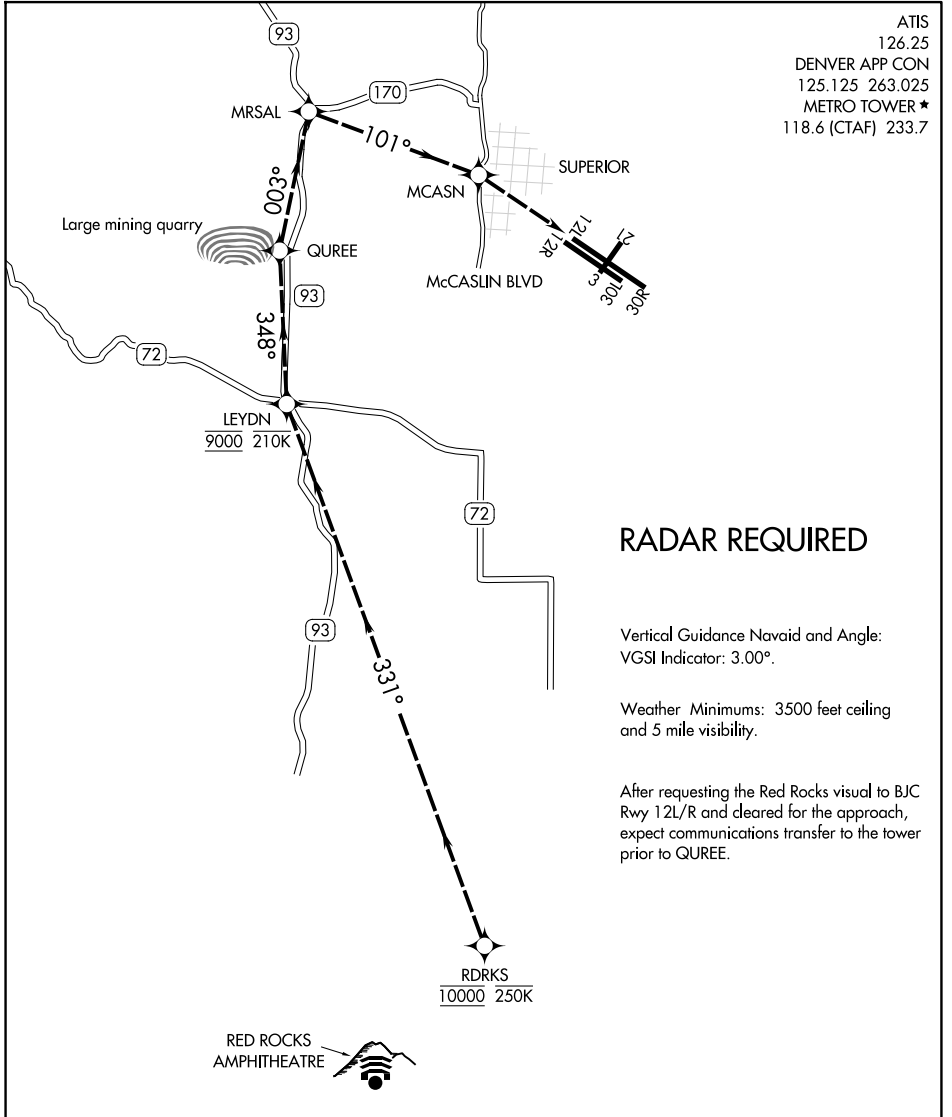 ATIS
126.25
DENVER APP CON
125.125 263.025
METRO TOWER ★
118.6 (CTAF) 233.7
93
170
MRSAL
101°
SUPERIOR
MCASN
003°
Large mining quarry
QUREE
12L
12R
21
3
30L
30R
McCASLIN BLVD
93
348°
72
LEYDN
9000 210K
72
RADAR REQUIRED
93
Vertical Guidance Navaid and Angle:
VGSI Indicator: 3.00°.
331°
Weather Minimums: 3500 feet ceiling
and 5 mile visibility.
After requesting the Red Rocks visual to BJC
Rwy 12L/R and cleared for the approach,
expect communications transfer to the tower
prior to QUREE.
RDRKS
10000 250K
RED ROCKS
AMPHITHEATRE